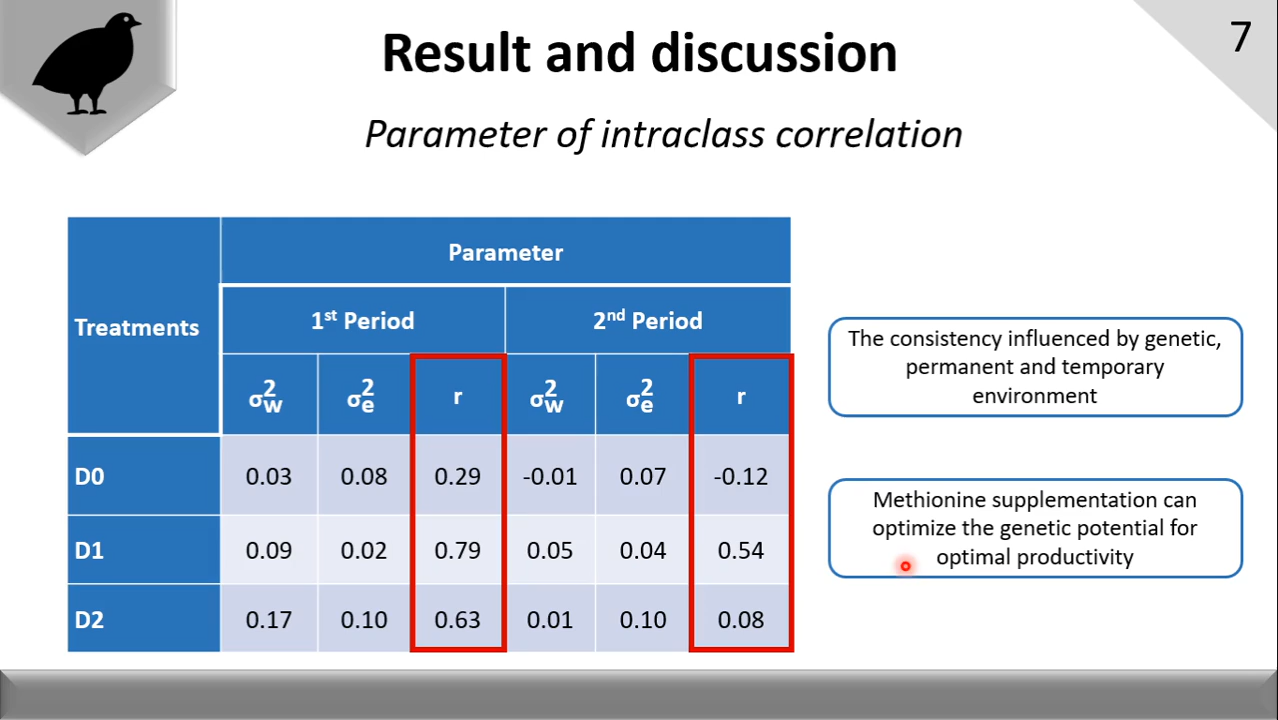 7
Result and discussion
Parameter of intraclass correlation
Treatments Parameter
1st Period 2nd Period
σ²w σ²e r σ²w σ²e r
D0 0.03 0.08 0.29 -0.01 0.07 -0.12
D1 0.09 0.02 0.79 0.05 0.04 0.54
D2 0.17 0.10 0.63 0.01 0.10 0.08
The consistency influenced by genetic,
permanent and temporary
environment
Methionine supplementation can
optimize the genetic potential for
optimal productivity